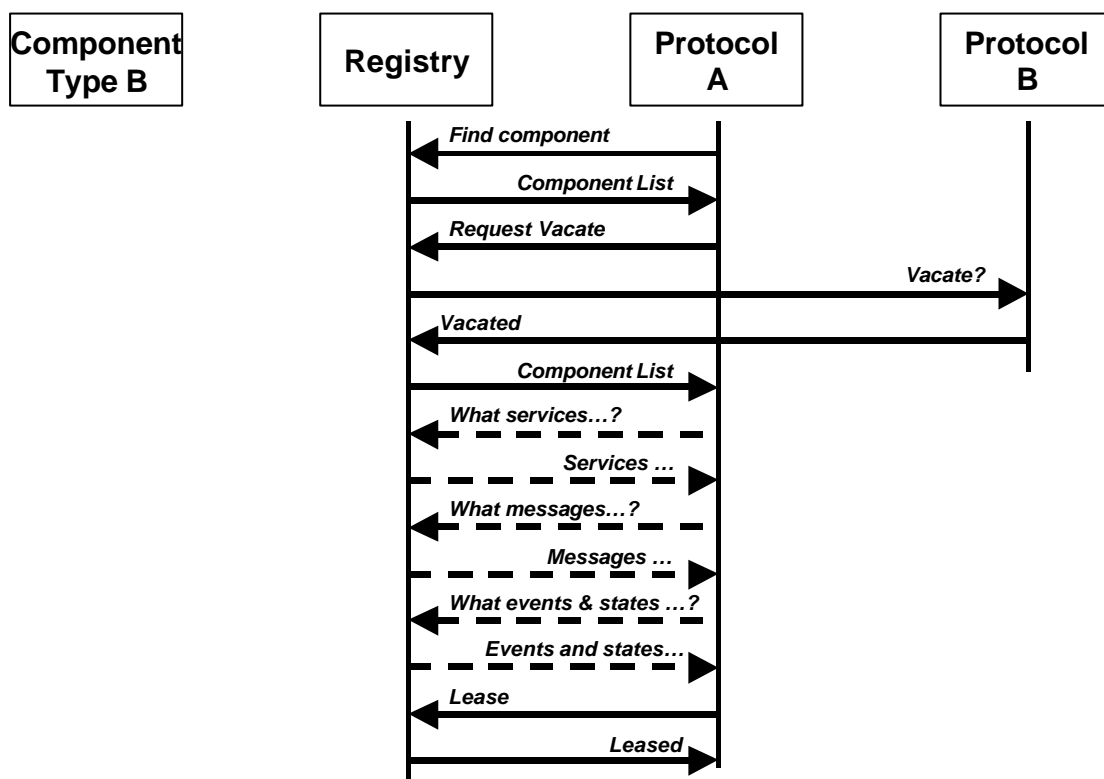 Component
Type B
Registry
Protocol
A
Protocol
B
Find component
Component List
Request Vacate
Vacate?
Vacated
Component List
What services…?
Services …
What messages…?
Messages …
What events & states …?
Events and states…
Lease
Leased